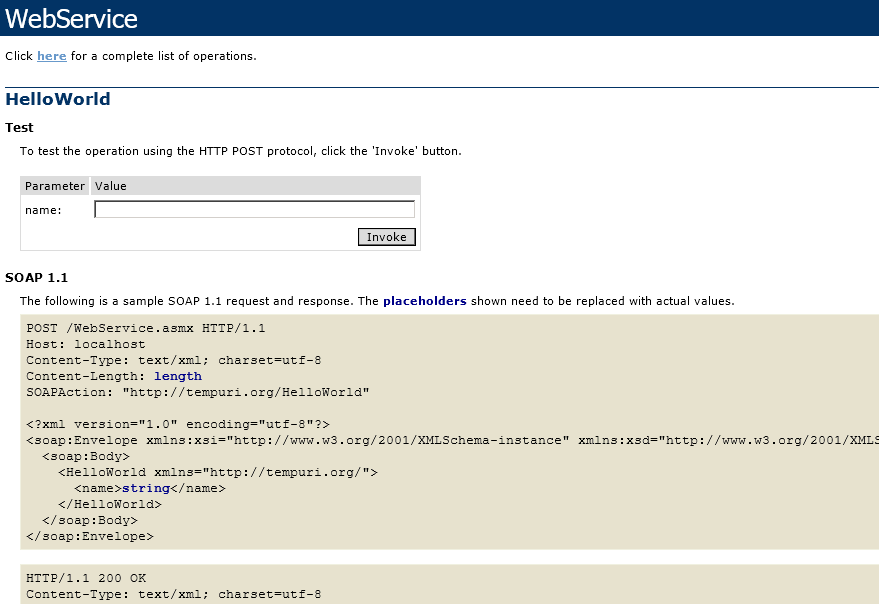 WebService
Click here for a complete list of operations.
HelloWorld
Test
To test the operation using the HTTP POST protocol, click the 'Invoke' button.
Parameter Value
name:
Invoke
SOAP 1.1
The following is a sample SOAP 1.1 request and response. The placeholders shown need to be replaced with actual values.
POST /WebService.asmx HTTP/1.1
Host: localhost
Content-Type: text/xml; charset=utf-8
Content-Length: length
SOAPAction: "http://tempuri.org/HelloWorld"
<?xml version="1.0" encoding="utf-8"?>
<soap:Envelope xmlns:xsi="http://www.w3.org/2001/XMLSchema-instance" xmlns:xsd="http://www.w3.org/2001/XMLS
<soap:Body>
<HelloWorld xmlns="http://tempuri.org/">
<name>string</name>
</HelloWorld>
</soap:Body>
</soap:Envelope>
HTTP/1.1 200 OK
Content-Type: text/xml; charset=utf-8